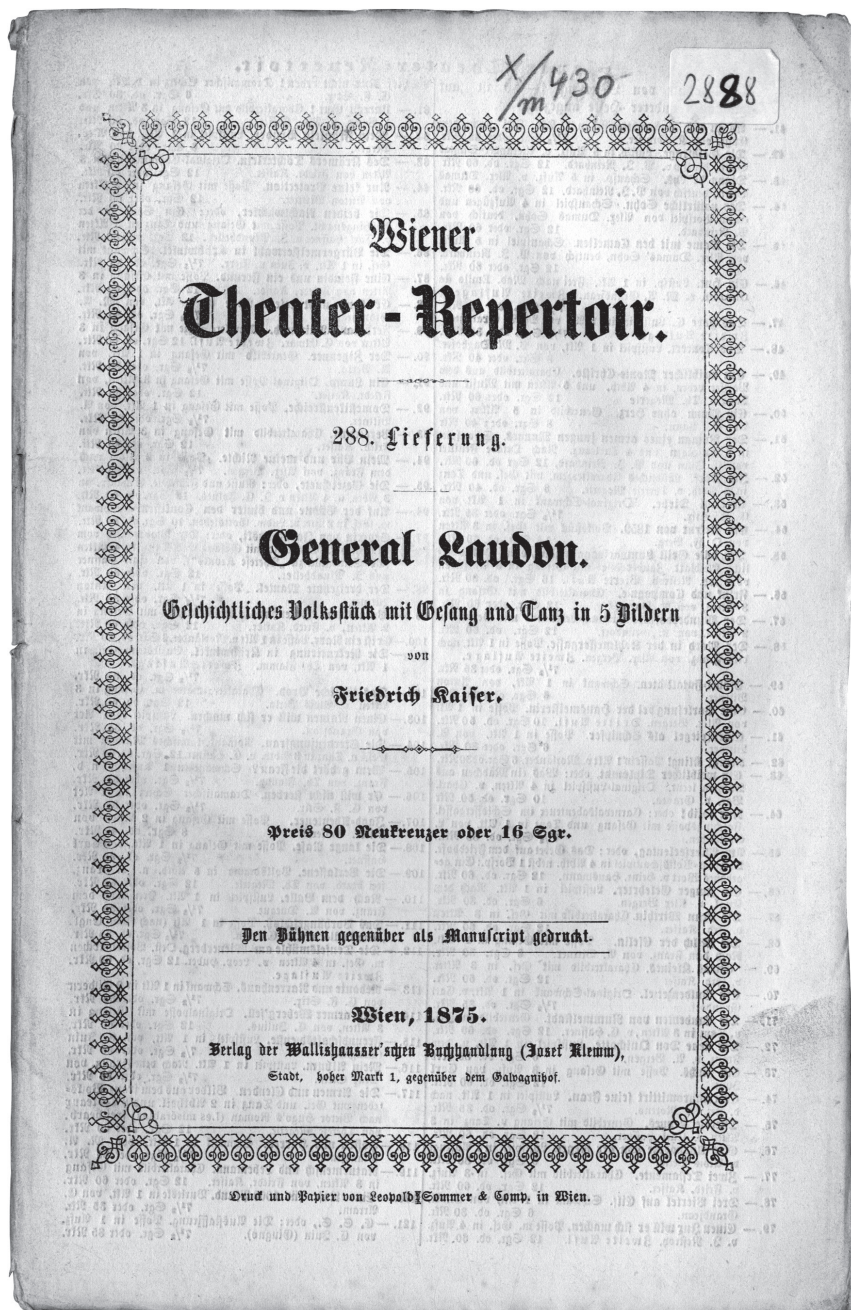 X/m 430
2888
Wiener
Theater-Repertoir.
288. Lieferung.
General Laudon.
Geschichtliches Volksstück mit Gesang und Tanz in 5 Bildern
von
Friedrich Kaiser.
Preis 80 Neukreuzer oder 16 Sgr.
Den Bühnen gegenüber als Manuscript gedruckt.
Wien, 1875.
Verlag der Wallishausser'schen Buchhandlung (Josef Klemm),
Stadt, hoher Markt 1, gegenüber dem Galvagnihof.
Druck und Papier von Leopold Sommer & Comp. in Wien.